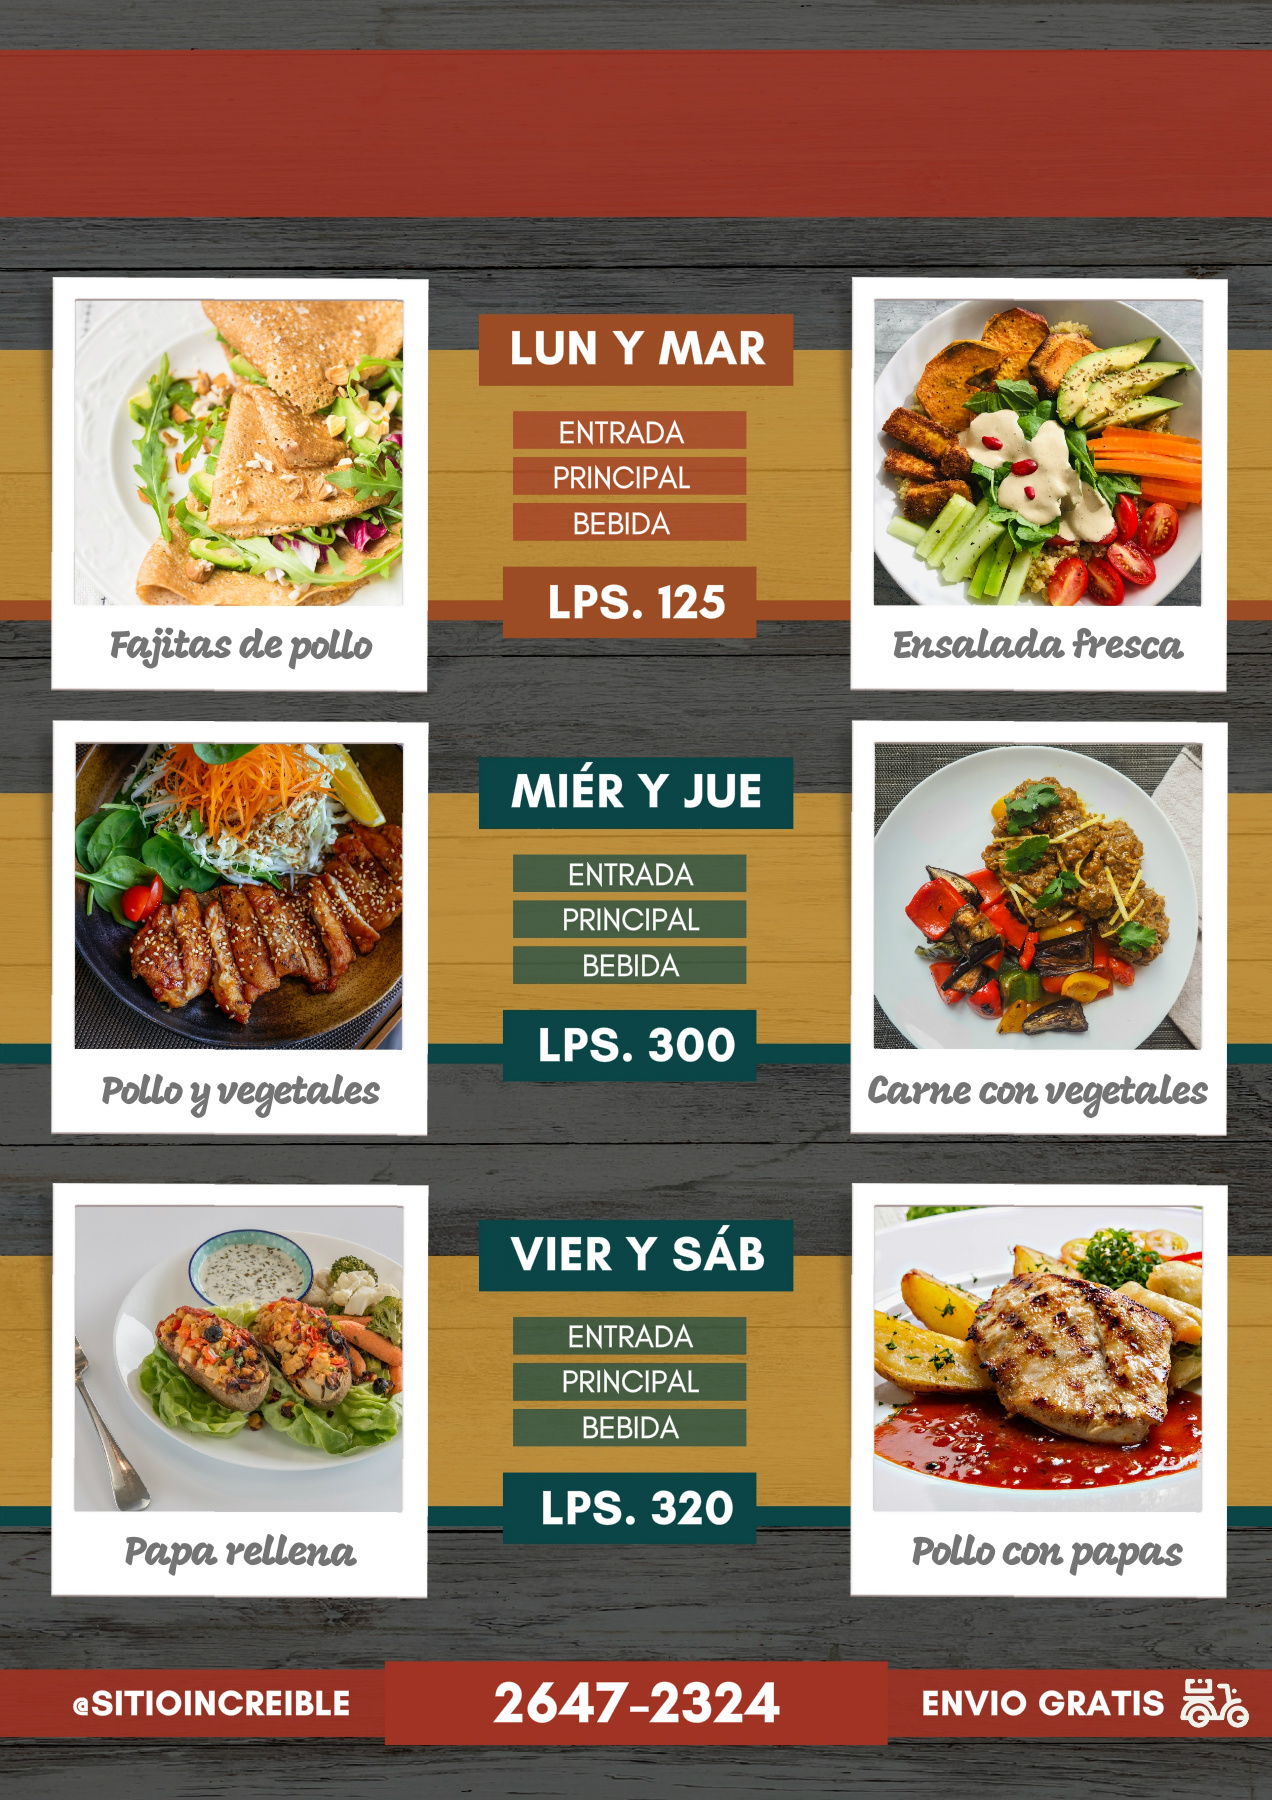 LUN Y MAR
ENTRADA
PRINCIPAL
BEBIDA
LPS. 125
Fajitas de pollo
Ensalada fresca
MIÉR Y JUE
ENTRADA
PRINCIPAL
BEBIDA
LPS. 300
Pollo y vegetales
Carne con vegetales
VIER Y SÁB
ENTRADA
PRINCIPAL
BEBIDA
LPS. 320
Papa rellena
Pollo con papas
@SITIOINCREIBLE
2647-2324
ENVIO GRATIS